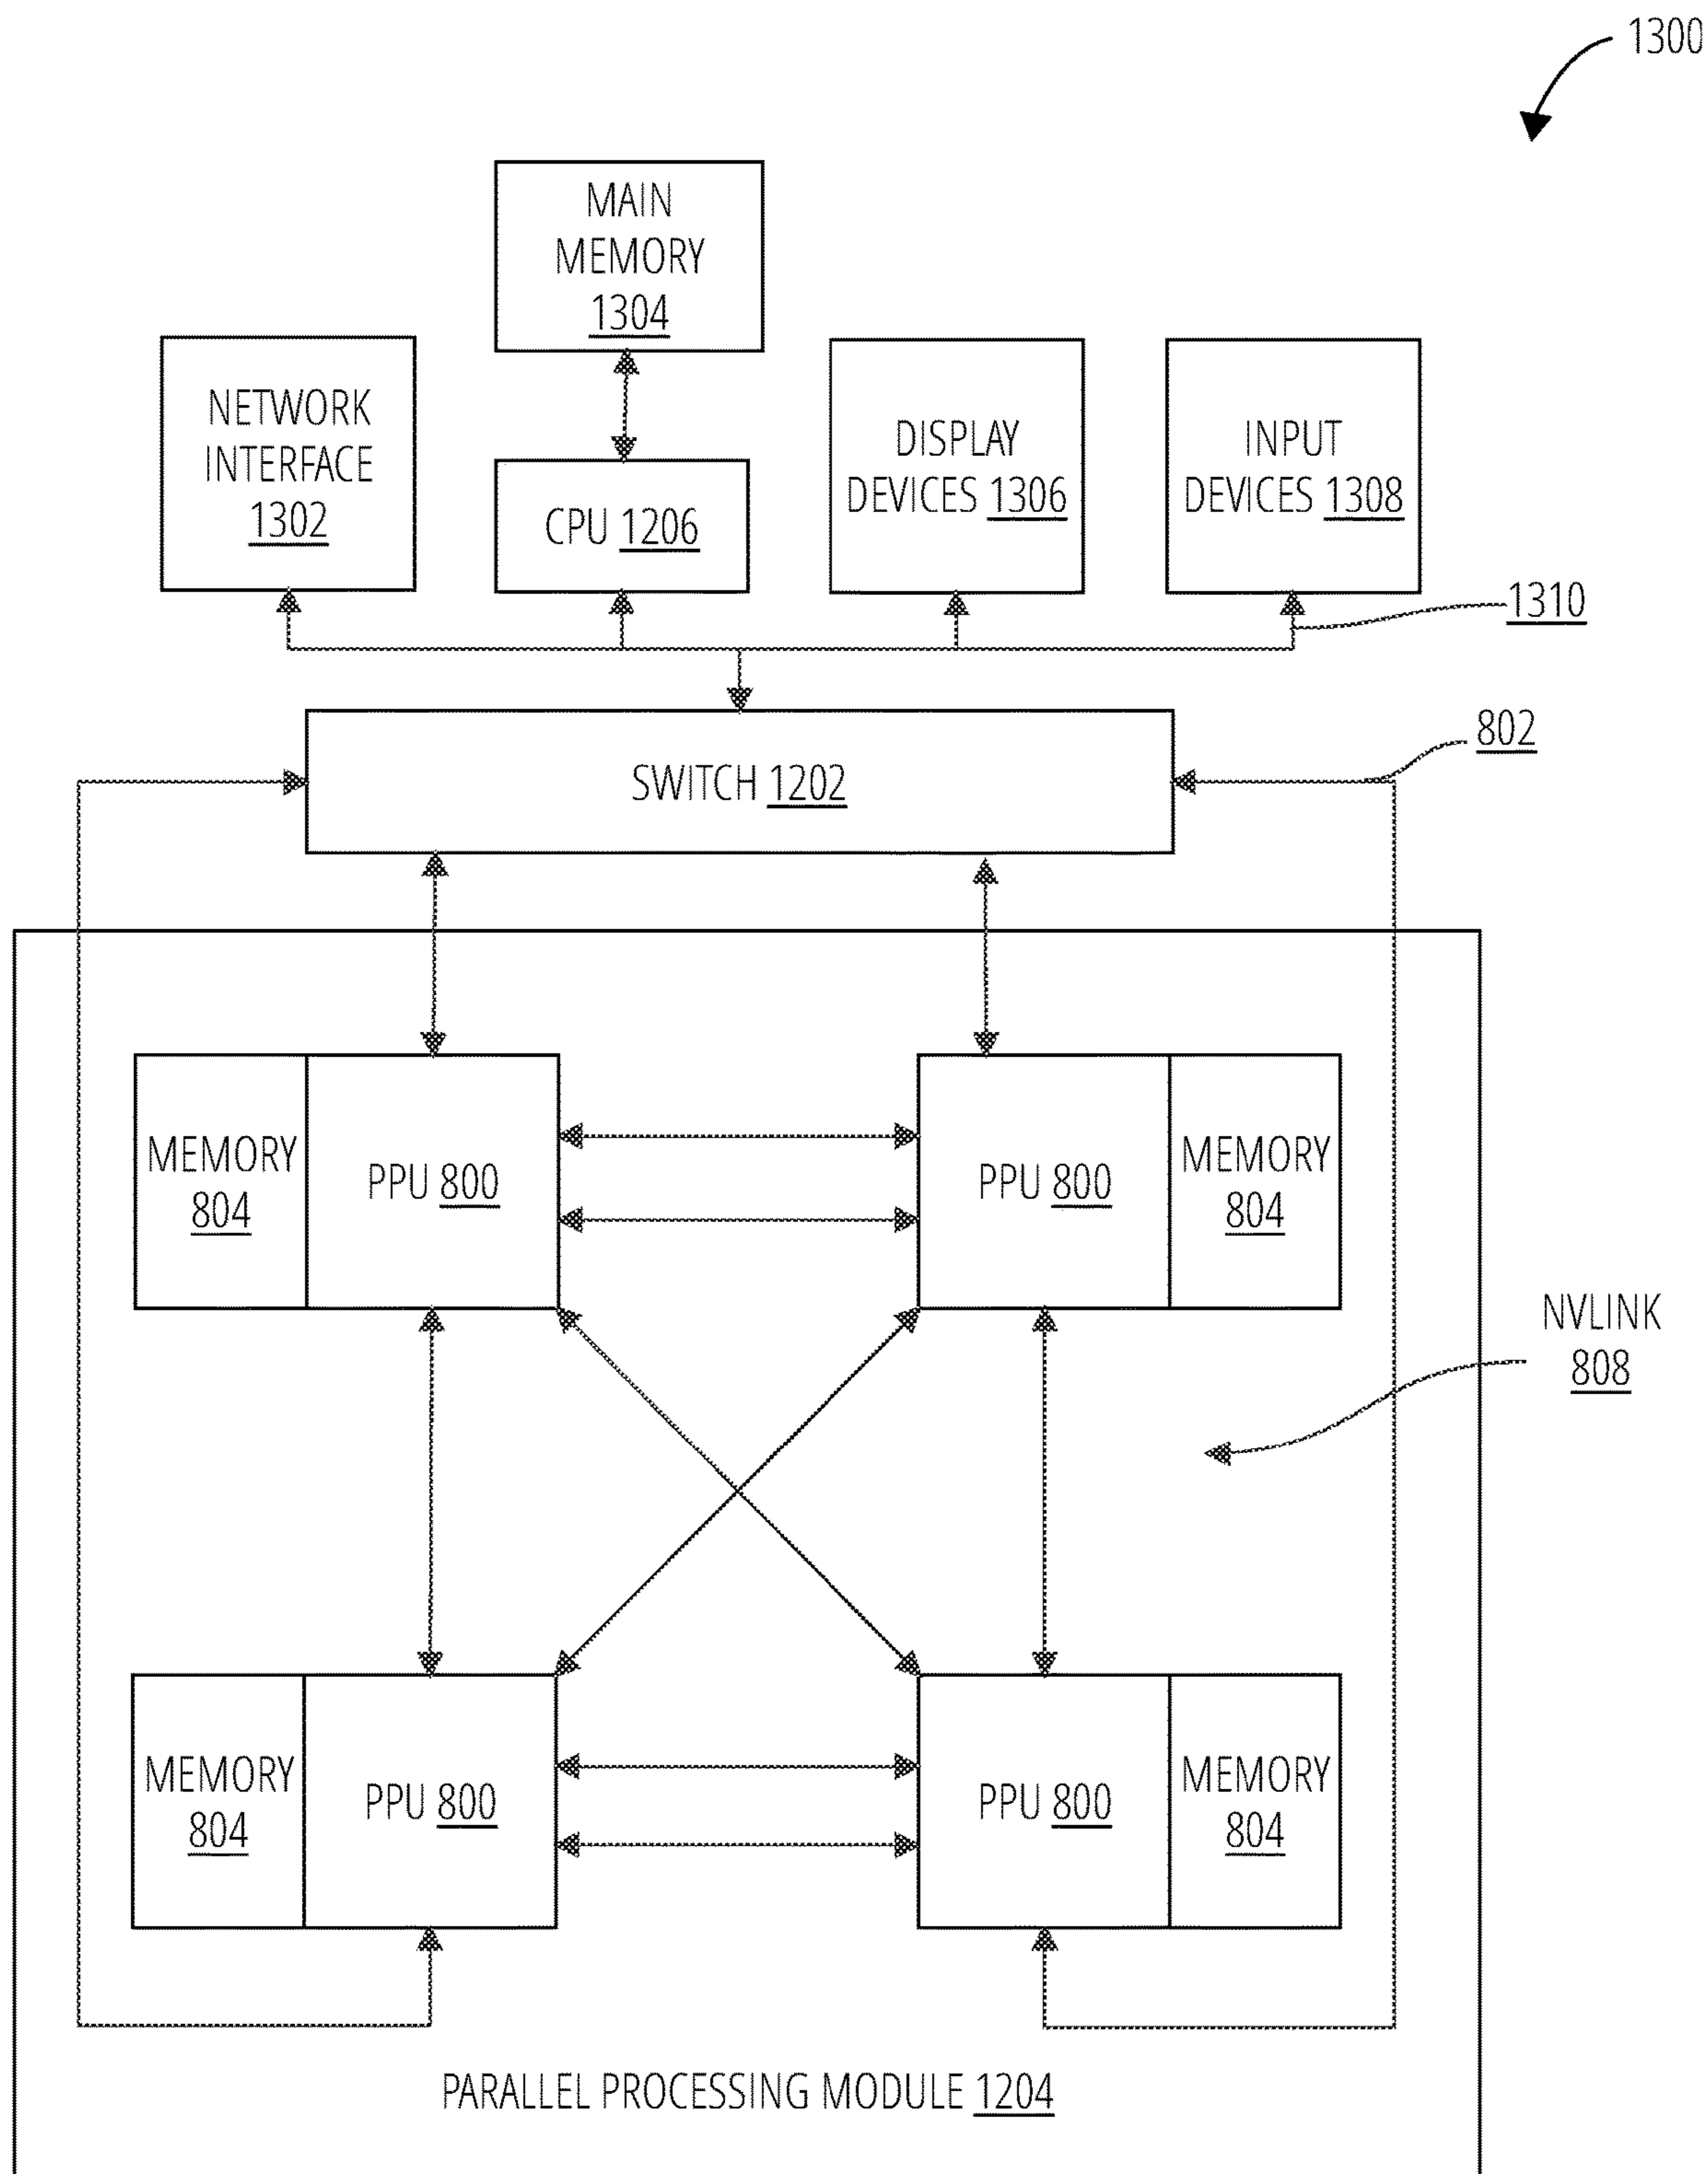 1300
MAIN
MEMORY
1304
NETWORK
INTERFACE
1302
CPU 1206
DISPLAY
DEVICES 1306
INPUT
DEVICES 1308
1310
802
SWITCH 1202
MEMORY
804
PPU 800
PPU 800
MEMORY
804
NVLINK
808
MEMORY
804
PPU 800
PPU 800
MEMORY
804
PARALLEL PROCESSING MODULE 1204